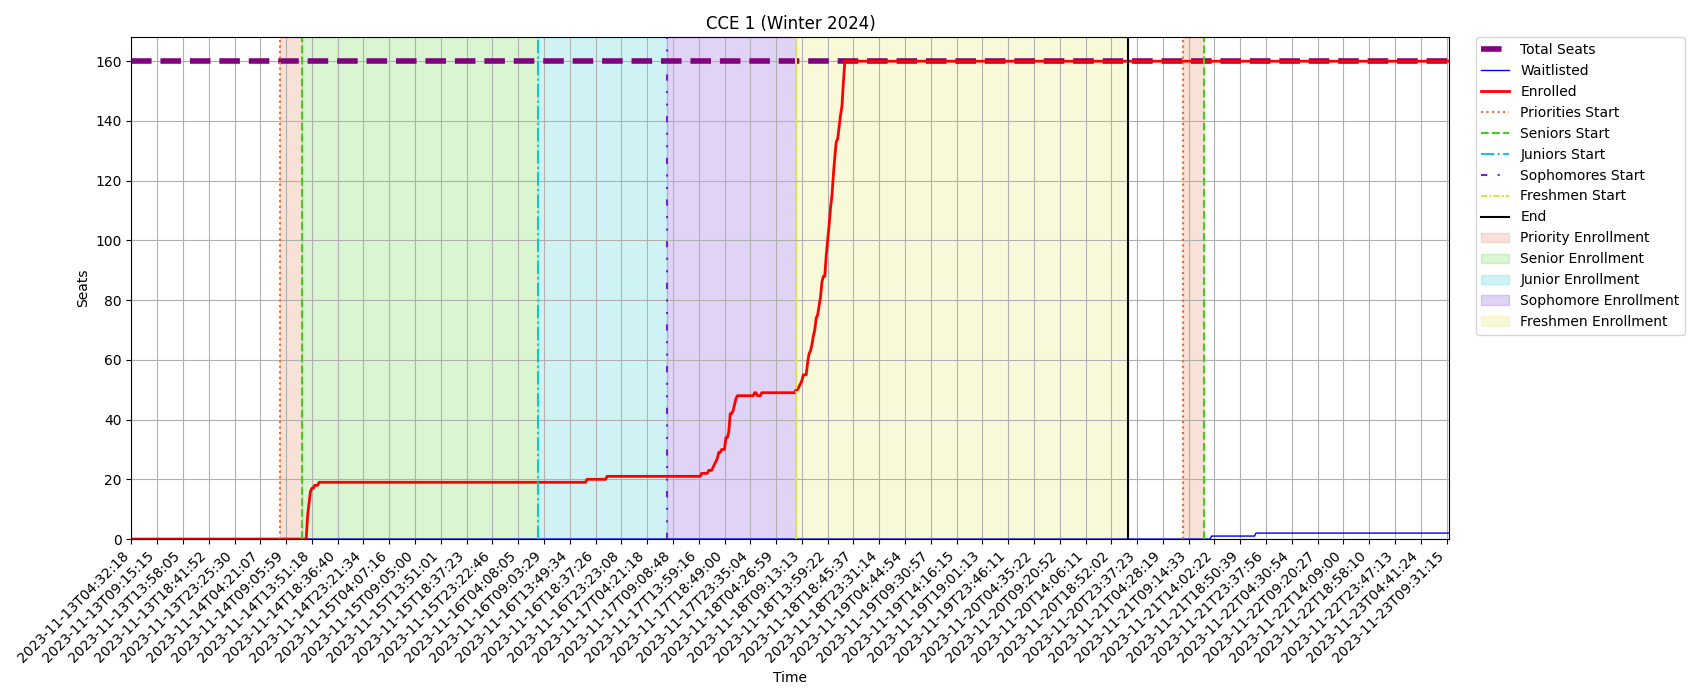 CCE 1 (Winter 2024)
Seats
160
140
120
100
80
60
40
20
0
2023-11-13T04:32:18
2023-11-13T09:15:15
2023-11-13T13:58:05
2023-11-13T18:41:52
2023-11-13T23:25:30
2023-11-14T04:21:07
2023-11-14T09:05:59
2023-11-14T13:51:18
2023-11-14T18:36:40
2023-11-14T23:21:34
2023-11-15T04:07:16
2023-11-15T09:05:00
2023-11-15T13:51:01
2023-11-15T18:37:23
2023-11-15T23:22:46
2023-11-16T04:08:05
2023-11-16T09:03:29
2023-11-16T13:49:34
2023-11-16T18:37:26
2023-11-16T23:23:08
2023-11-17T04:21:18
2023-11-17T09:08:48
2023-11-17T13:59:16
2023-11-17T18:49:00
2023-11-17T23:35:04
2023-11-18T04:26:59
2023-11-18T09:13:13
2023-11-18T13:59:22
2023-11-18T18:45:37
2023-11-18T23:31:14
2023-11-19T04:44:54
2023-11-19T09:30:57
2023-11-19T14:16:15
2023-11-19T19:01:13
2023-11-19T23:46:11
2023-11-20T04:35:22
2023-11-20T09:20:52
2023-11-20T14:06:11
2023-11-20T18:52:02
2023-11-20T23:37:23
2023-11-21T04:28:19
2023-11-21T09:14:33
2023-11-21T14:02:22
2023-11-21T18:50:39
2023-11-21T23:37:56
2023-11-22T04:30:54
2023-11-22T09:20:27
2023-11-22T14:09:00
2023-11-22T18:58:10
2023-11-22T23:47:13
2023-11-23T04:41:24
2023-11-23T09:31:15
Time
Total Seats
Waitlisted
Enrolled
Priorities Start
Seniors Start
Juniors Start
Sophomores Start
Freshmen Start
End
Priority Enrollment
Senior Enrollment
Junior Enrollment
Sophomore Enrollment
Freshmen Enrollment